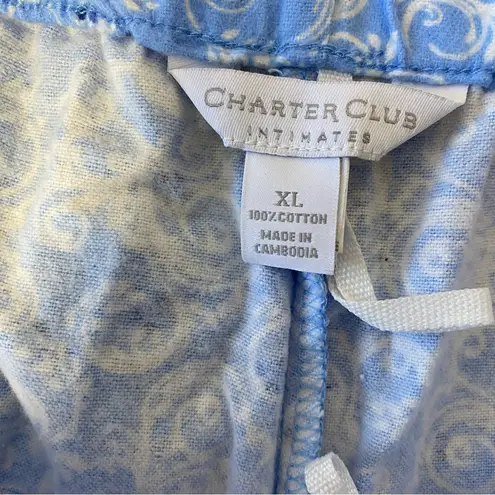 CHARTER CLUB
INTIMATES
XL
100% COTTON
MADE IN
CAMBODIA